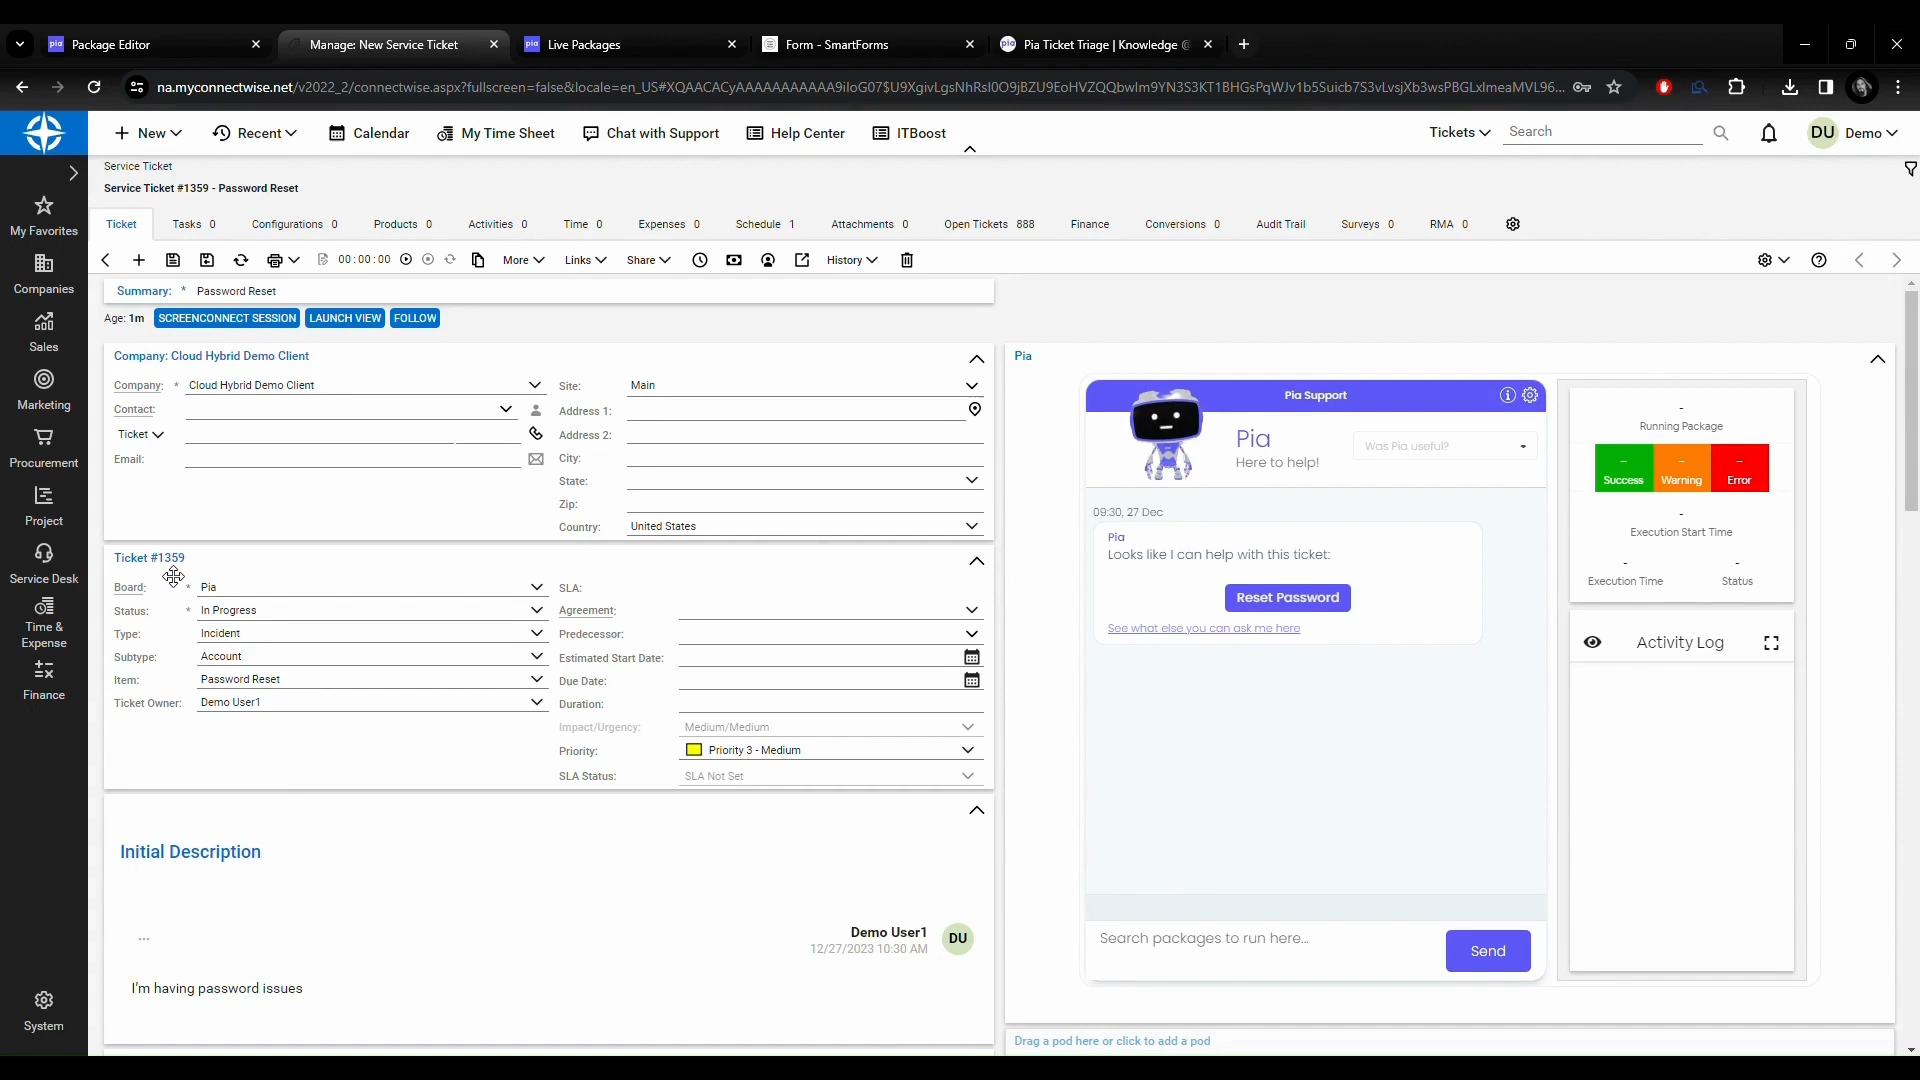 pia Package Editor
Manage: New Service Ticket
pia Live Packages
Form - SmartForms
pia Pia Ticket Triage | Knowledge
New
Recent
Calendar
My Time Sheet
Chat with Support
Help Center
ITBoost
Tickets
Search
DU
Demo
Service Ticket
Service Ticket #1359 - Password Reset
Ticket
Tasks 0
Configurations 0
Products 0
Activities 0
Time 0
Expenses 0
Schedule 1
Attachments 0
Open Tickets 888
Finance
Conversions 0
Audit Trail
Surveys 0
RMA 0
00:00:00
More
Links
Share
History
My Favorites
Companies
Sales
Marketing
Procurement
Project
Service Desk
Time &
Expense
Finance
System
Summary: * Password Reset
Age: 1m
SCREENCONNECT SESSION
LAUNCH VIEW
FOLLOW
Company: Cloud Hybrid Demo Client
Company: * Cloud Hybrid Demo Client
Contact:
Ticket
Email:
Site: Main
Address 1:
Address 2:
City:
State:
Zip:
Country: United States
Ticket #1359
Board: * Pia
Status: * In Progress
Type: Incident
Subtype: Account
Item: Password Reset
Ticket Owner: Demo User1
SLA:
Agreement:
Predecessor:
Estimated Start Date:
Due Date:
Duration:
Impact/Urgency: Medium/Medium
Priority: Priority 3 - Medium
SLA Status: SLA Not Set
Initial Description
...
Demo User1
12/27/2023 10:30 AM
DU
I'm having password issues
Pia
Pia Support
Pia
Here to help!
Was Pia useful?
09:30, 27 Dec
Pia
Looks like I can help with this ticket:
Reset Password
See what else you can ask me here
Search packages to run here...
Send
-
Running Package
-
Success
-
Warning
-
Error
-
Execution Start Time
-
Execution Time
-
Status
Activity Log
Drag a pod here or click to add a pod